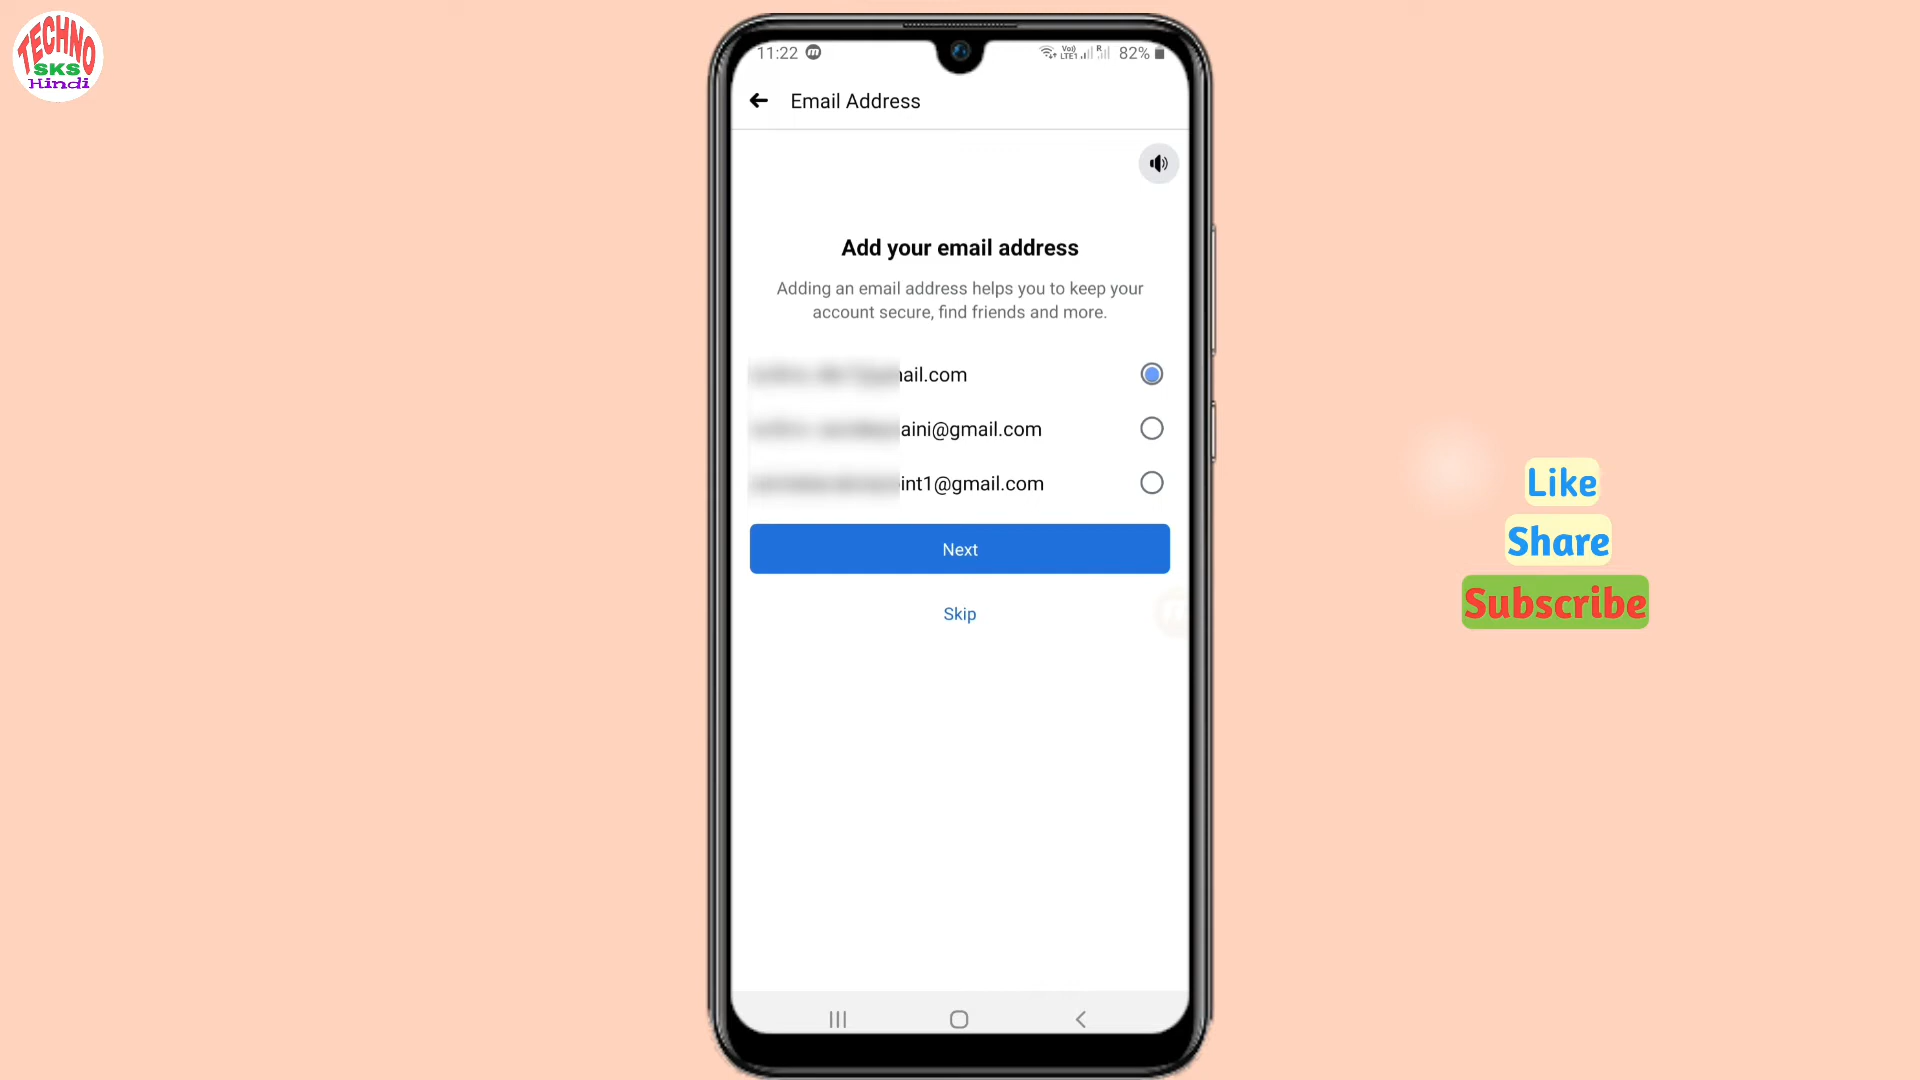 TECHNO
SKS
Hindi
11:22
Vo))
LTE1
R
82%
Email Address
Add your email address
Adding an email address helps you to keep your
account secure, find friends and more.
ail.com
aini@gmail.com
int1@gmail.com
Next
Skip
Like
Share
Subscribe